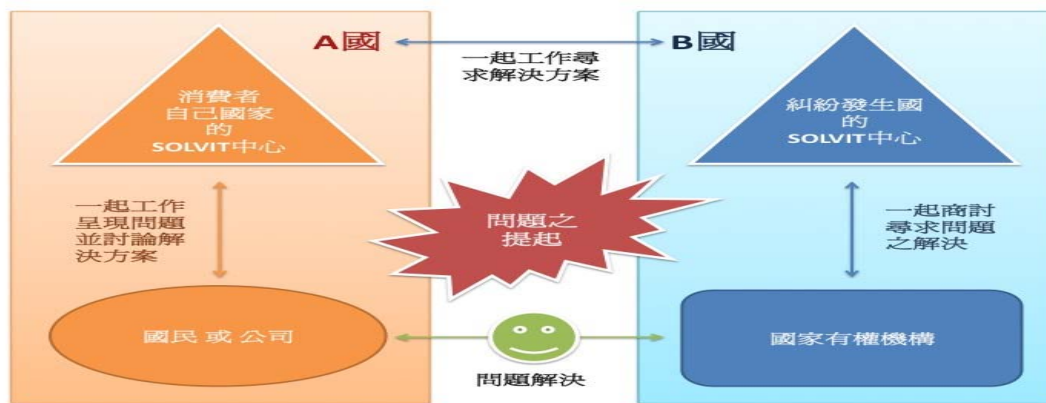 A國
B國
一起工作尋
求解決方案
消費者
自己國家
的
SOLVIT中心
糾紛發生國
的
SOLVIT中心
一起工作
呈現問題
並討論解
決方案
問題之
提起
一起商討
尋求問題
之解決
國民 或 公司
國家有權機構
問題解決